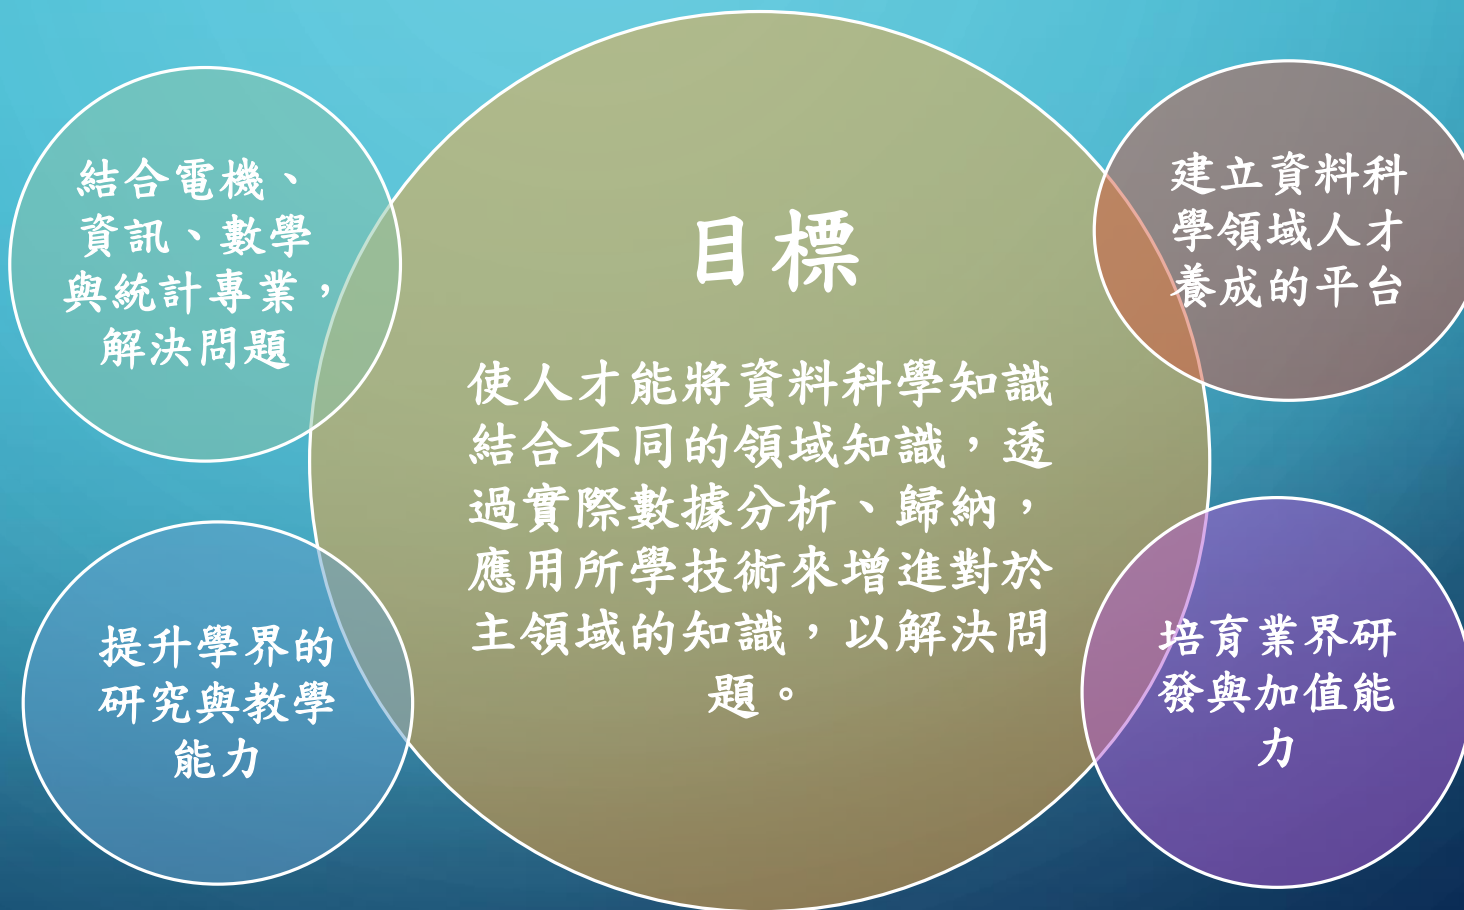 結合電機、
資訊、數學
與統計專業，
解決問題
目標
使人才能將資料科學知識
結合不同的領域知識，透
過實際數據分析、歸納，
應用所學技術來增進對於
主領域的知識，以解決問
題。
建立資料科
學領域人才
養成的平台
提升學界的
研究與教學
能力
培育業界研
發與加值能
力